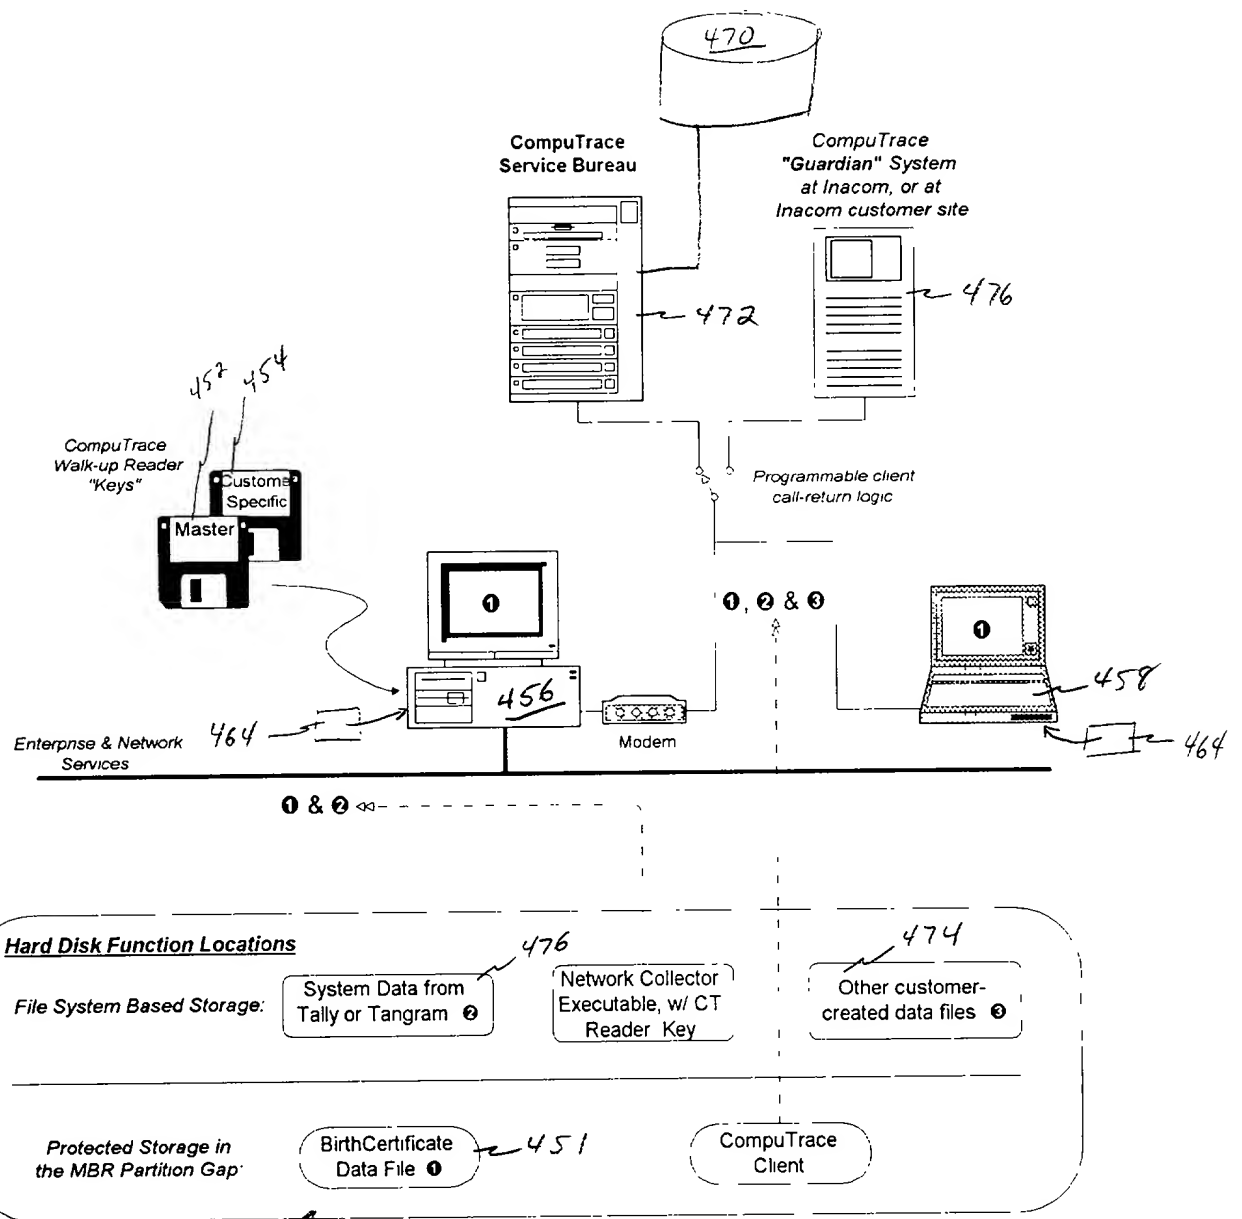 470
CompuTrace
Service Bureau
CompuTrace
"Guardian" System
at Inacom, or at
Inacom customer site
476
472
452
454
CompuTrace
Walk-up Reader
"Keys"
Custome
Specific
Master
Programmable client
call-return logic
❶
❶, ❷ & ❸
❶
456
458
464
Modem
464
Enterprise & Network
Services
❶ & ❷
Hard Disk Function Locations
476
474
File System Based Storage:
System Data from
Tally or Tangram ❷
Network Collector
Executable, w/ CT
Reader Key
Other customer-
created data files ❸
Protected Storage in
the MBR Partition Gap:
BirthCertificate
Data File ❶
451
CompuTrace
Client